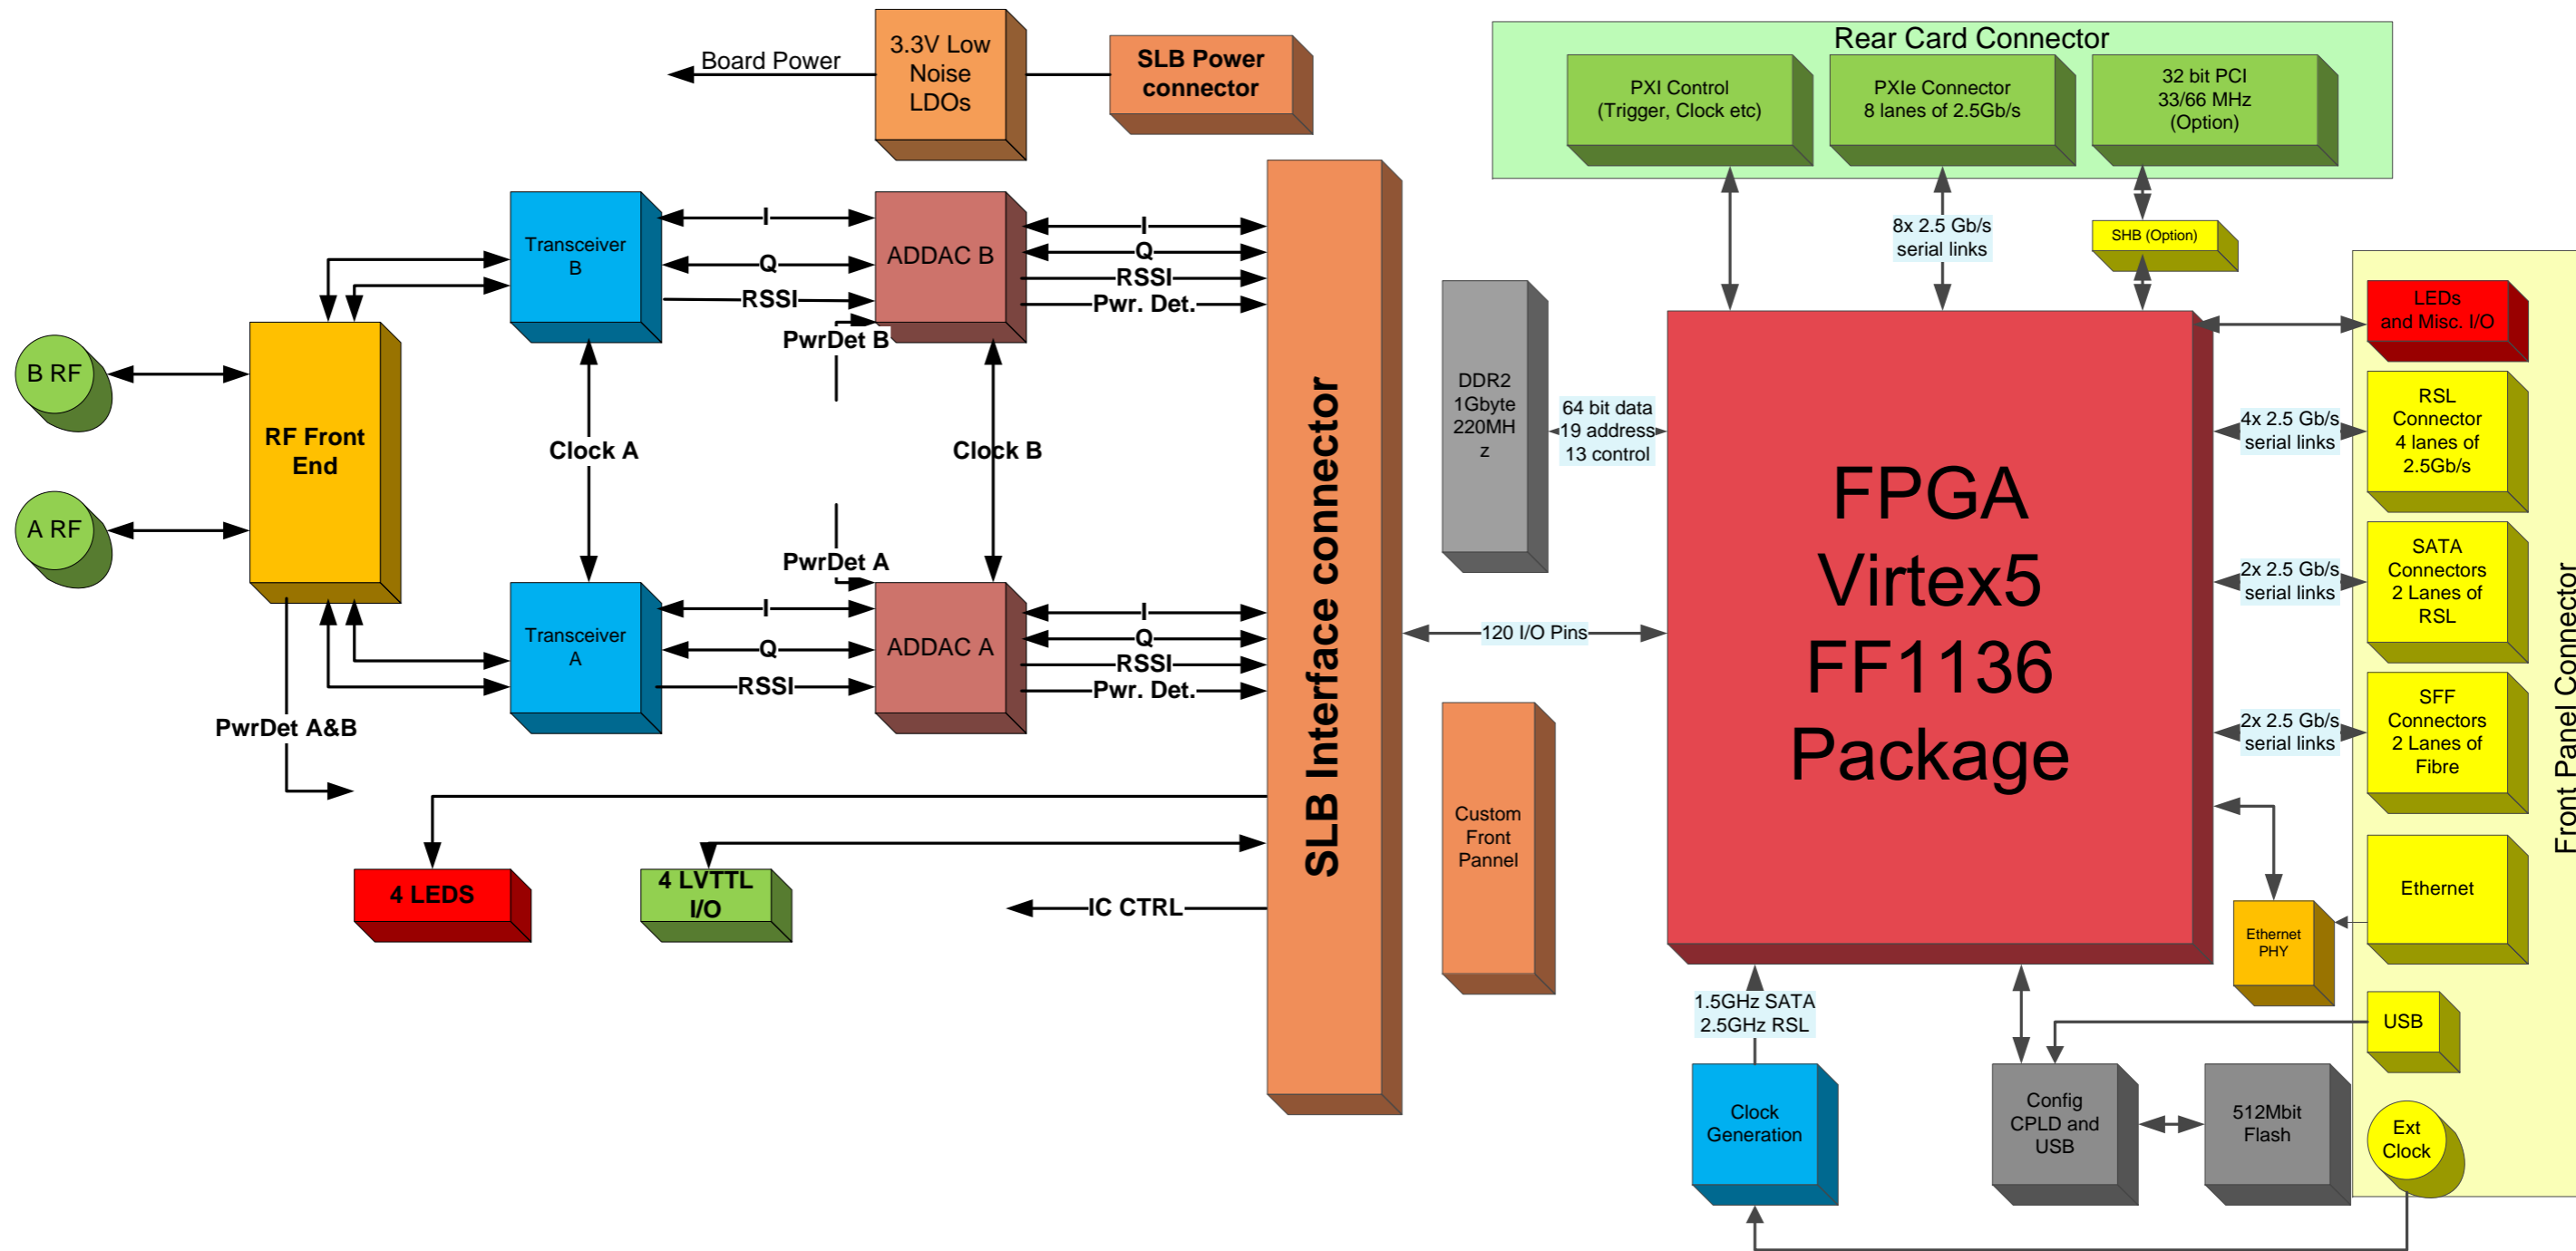 Board Power
3.3V Low
Noise
LDOs
SLB Power
connector
Rear Card Connector
PXI Control
(Trigger, Clock etc)
PXIe Connector
8 lanes of 2.5Gb/s
32 bit PCI
33/66 MHz
(Option)
8x 2.5 Gb/s
serial links
SHB (Option)
Transceiver
B
I
Q
RSSI
ADDAC B
I
Q
RSSI
Pwr. Det.
PwrDet B
B RF
A RF
RF Front
End
Clock A
Clock B
PwrDet A
Transceiver
A
I
Q
RSSI
ADDAC A
I
Q
RSSI
Pwr. Det.
PwrDet A&B
4 LEDS
4 LVTTL
I/O
IC CTRL
SLB Interface connector
DDR2
1Gbyte
220MH
z
64 bit data
19 address
13 control
120 I/O Pins
Custom
Front
Pannel
FPGA
Virtex5
FF1136
Package
LEDs
and Misc. I/O
4x 2.5 Gb/s
serial links
RSL
Connector
4 lanes of
2.5Gb/s
2x 2.5 Gb/s
serial links
SATA
Connectors
2 Lanes of
RSL
2x 2.5 Gb/s
serial links
SFF
Connectors
2 Lanes of
Fibre
Front Panel Connector
Ethernet
Ethernet
PHY
USB
1.5GHz SATA
2.5GHz RSL
Clock
Generation
Config
CPLD and
USB
512Mbit
Flash
Ext
Clock